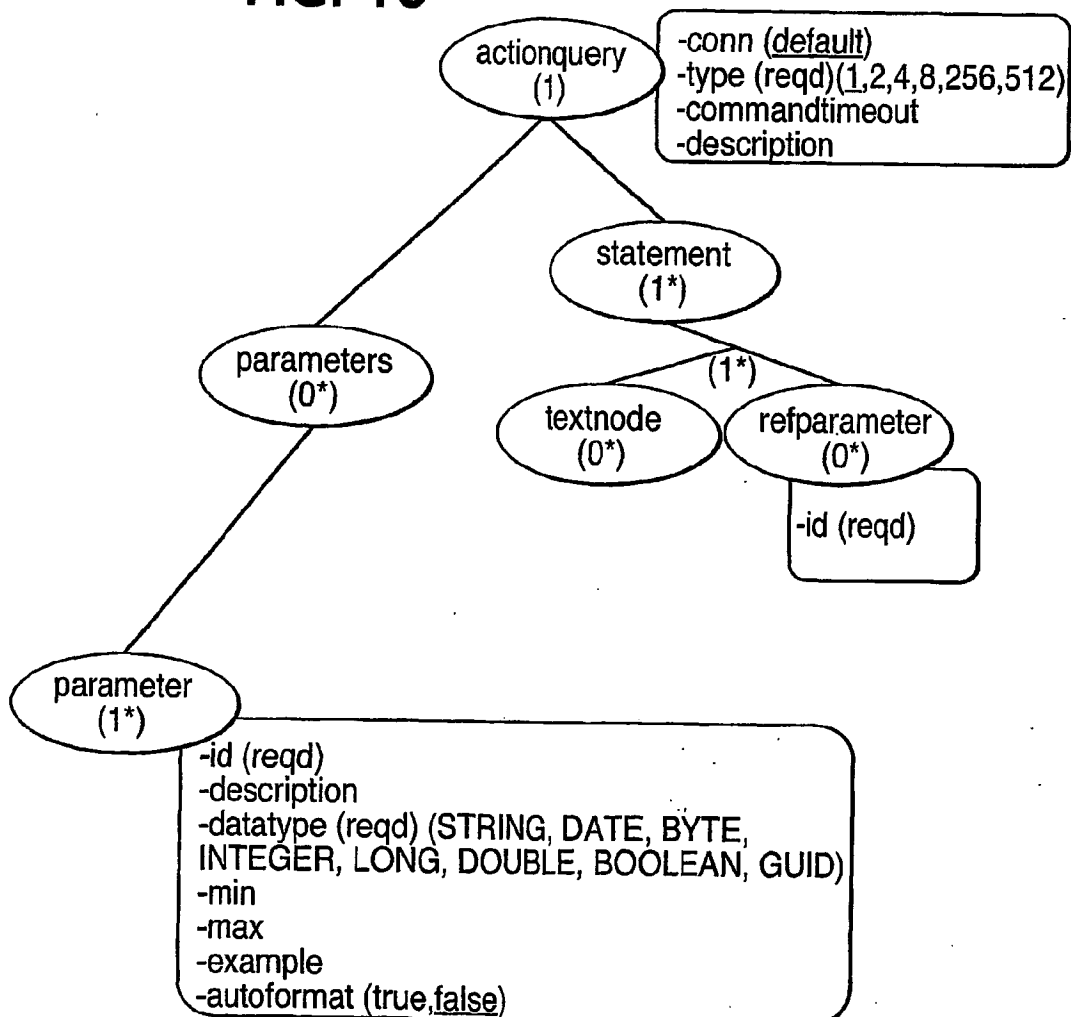 actionquery
(1)
-conn (default)
-type (reqd)(1,2,4,8,256,512)
-commandtimeout
-description
statement
(1*)
parameters
(0*)
(1*)
textnode
(0*)
refparameter
(0*)
-id (reqd)
parameter
(1*)
-id (reqd)
-description
-datatype (reqd) (STRING, DATE, BYTE,
INTEGER, LONG, DOUBLE, BOOLEAN, GUID)
-min
-max
-example
-autoformat (true,false)